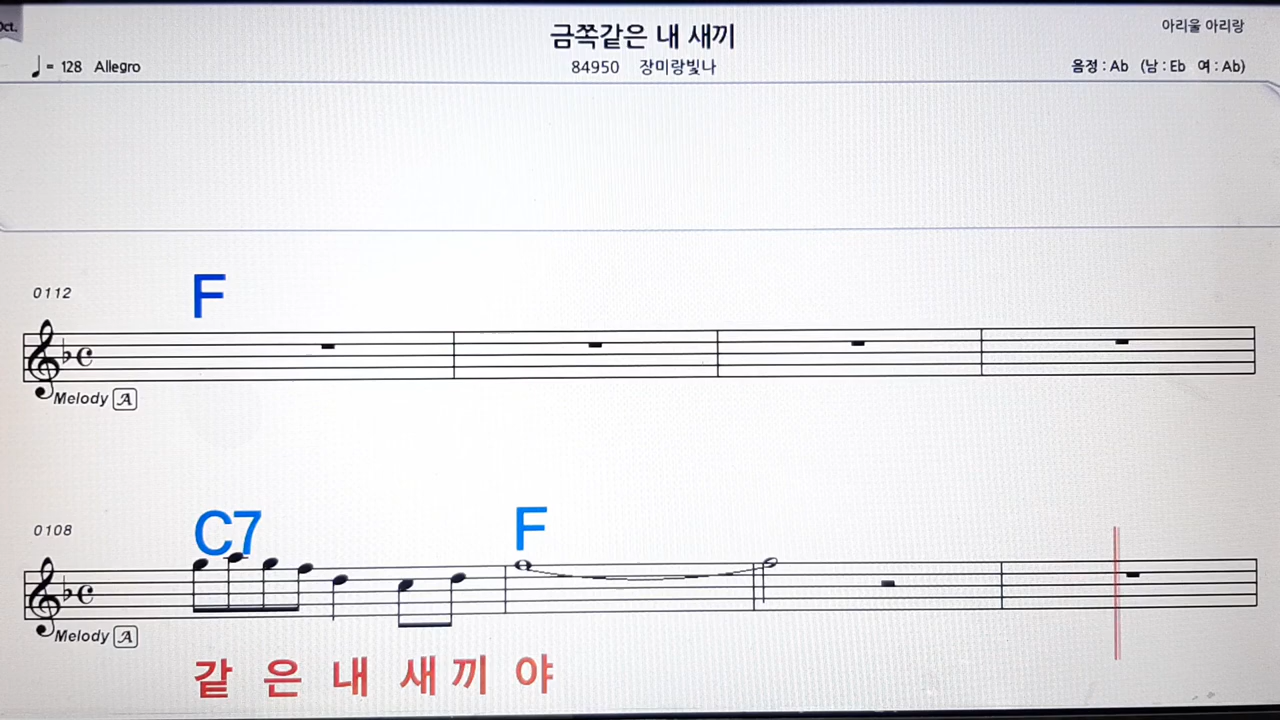 Oct.
금쪽같은 내 새끼
아리울 아리랑
♩= 128 Allegro
84950 장미랑빛나
음정 : Ab (남 : Eb 여 : Ab)
0112
F
Melody A
0108
C7 F
Melody A
같 은 내 새 끼 야